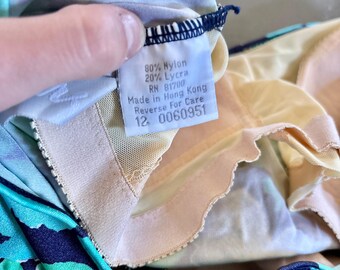 80% Nylon
20% Lycra
RN 81700
Made in Hong Kong
Reverse For Care
12. 0060951